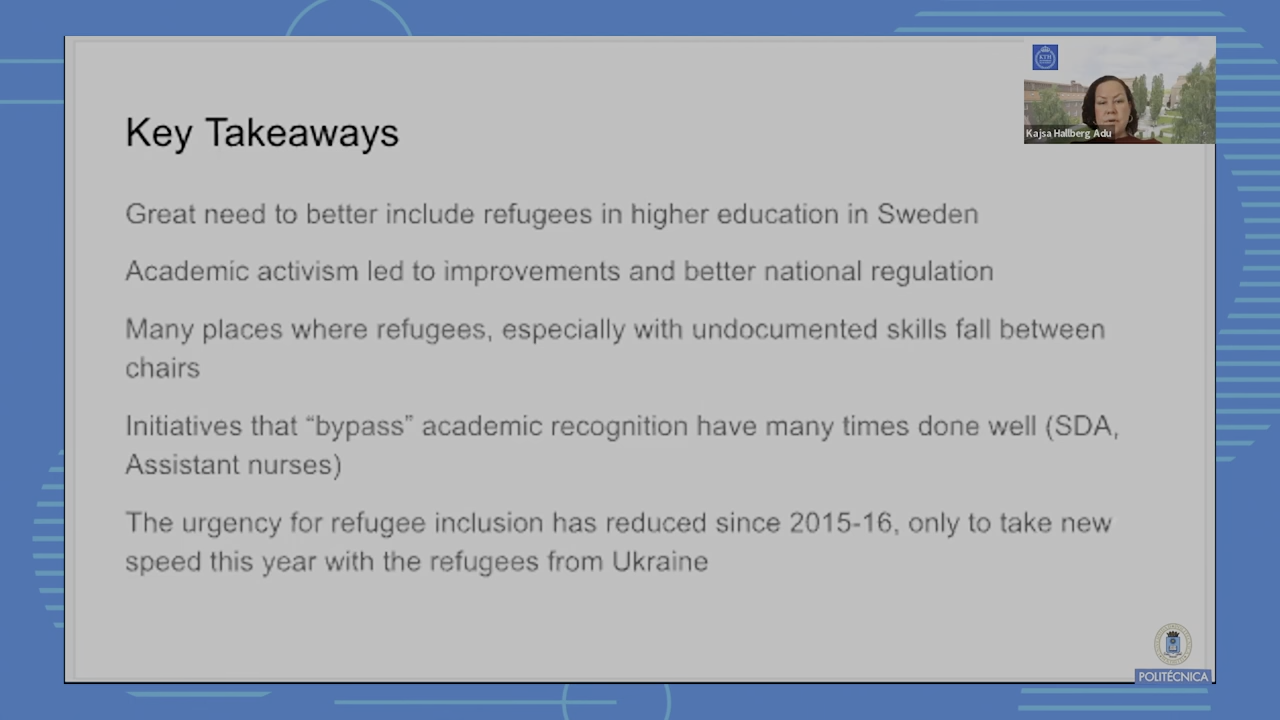 KTH
Kajsa Hallberg Adu
Key Takeaways
Great need to better include refugees in higher education in Sweden
Academic activism led to improvements and better national regulation
Many places where refugees, especially with undocumented skills fall between
chairs
Initiatives that “bypass” academic recognition have many times done well (SDA,
Assistant nurses)
The urgency for refugee inclusion has reduced since 2015-16, only to take new
speed this year with the refugees from Ukraine
POLITÉCNICA